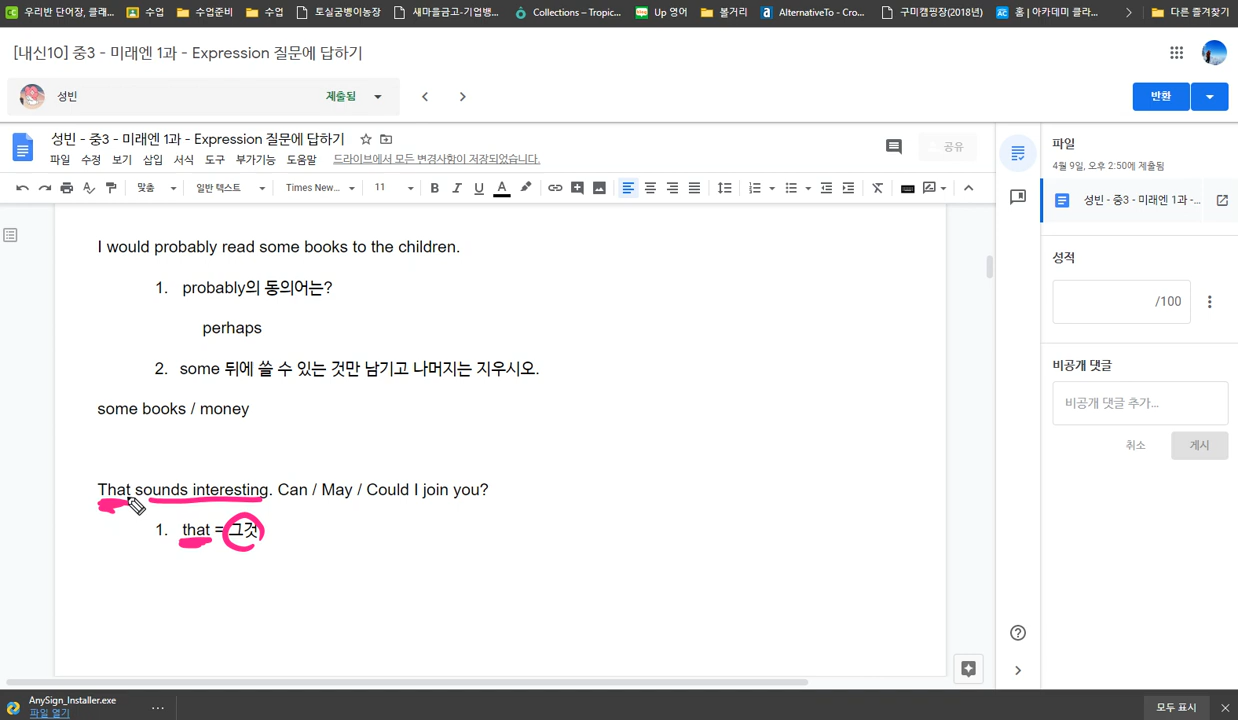 우리반 단어장, 클래... 수업 수업준비 수업 토실굼벵이농장 새마을금고-기업뱅... Collections – Tropic... Up 영어 볼거리 AlternativeTo - Cro... 구미캠핑장(2018년) 홈 | 아카데미 클라... 다른 즐겨찾기
[내신10] 중3 - 미래엔 1과 - Expression 질문에 답하기
성빈 제출됨 반환
성빈 - 중3 - 미래엔 1과 - Expression 질문에 답하기
파일 수정 보기 삽입 서식 도구 부가기능 도움말 드라이브에서 모든 변경사항이 저장되었습니다.
공유
맞춤 일반 텍스트 Times New... 11 B I U A
I would probably read some books to the children.
1. probably의 동의어는?
perhaps
2. some 뒤에 쓸 수 있는 것만 남기고 나머지는 지우시오.
some books / money
That sounds interesting. Can / May / Could I join you?
1. that = 그것
파일
4월 9일, 오후 2:50에 제출됨
성빈 - 중3 - 미래엔 1과 -...
성적
/100
비공개 댓글
비공개 댓글 추가...
취소 게시
AnySign_Installer.exe
파일 열기
모두 표시